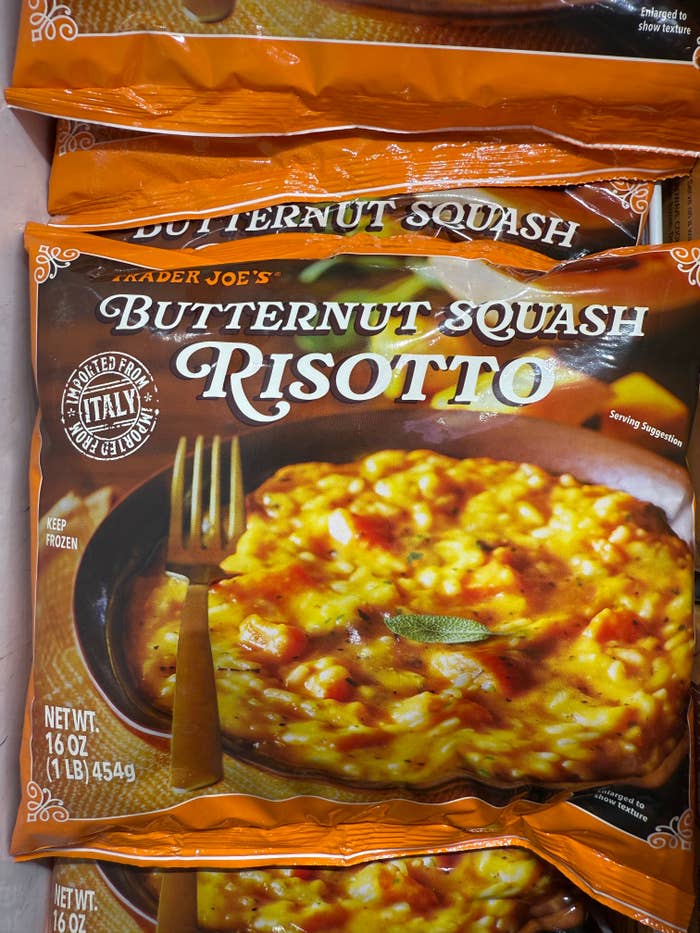 Enlarged to
show texture
BUTTERNUT SQUASH
TRADER JOE'S
BUTTERNUT SQUASH
RISOTTO
IMPORTED FROM
ITALY
IMPORTED FROM
Serving Suggestion
KEEP
FROZEN
NET WT.
16 OZ
(1 LB) 454g
Enlarged to
show texture
NET WT.
16 OZ